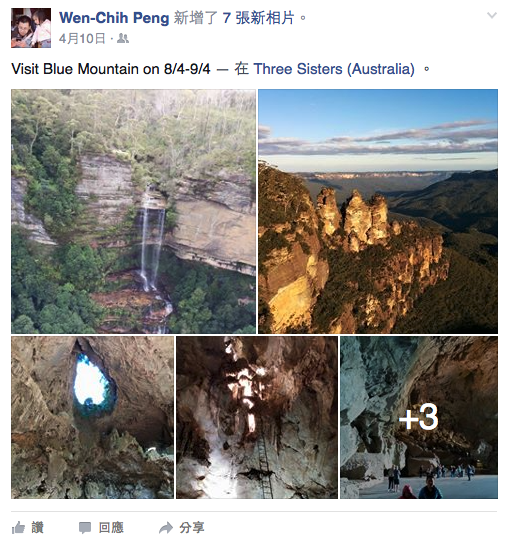 Wen-Chih Peng 新增了 7 張新相片。
4月10日 ·
Visit Blue Mountain on 8/4-9/4 — 在 Three Sisters (Australia) 。
+3
讚 回應 分享